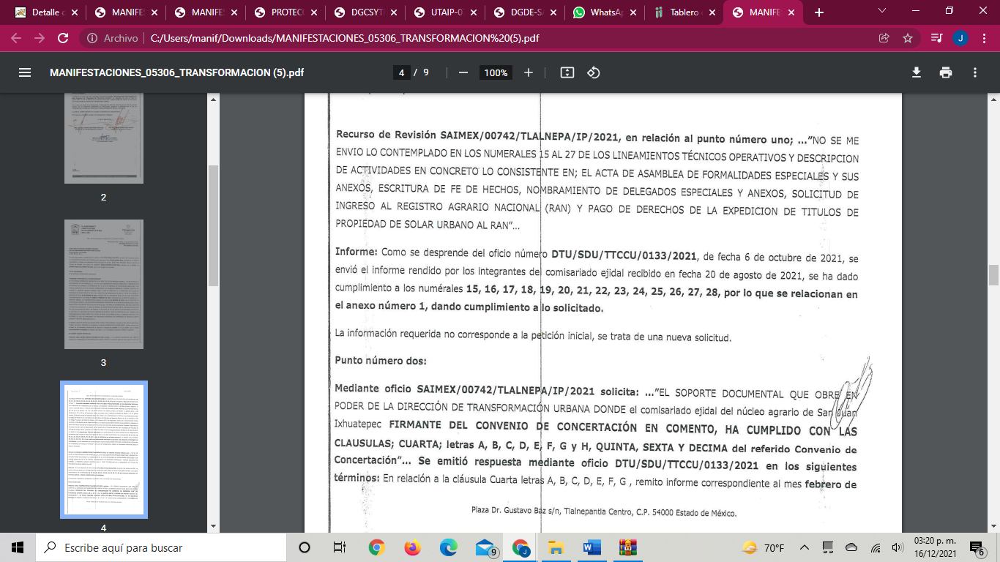 Detalle
MANIFES
MANIFES
PROTEC
DGCSYT
UTAIP-0
DGDE-SA
WhatsAp
Tablero
MANIFES
Archivo
C:/Users/manif/Downloads/MANIFESTACIONES_05306_TRANSFORMACION%20(5).pdf
J
MANIFESTACIONES_05306_TRANSFORMACION (5).pdf
4 / 9
100%
2
3
4
Recurso de Revisión SAIMEX/00742/TLALNEPA/IP/2021, en relación al punto número uno; ..."NO SE ME
ENVIO LO CONTEMPLADO EN LOS NUMERALES 15 AL 27 DE LOS LINEAMIENTOS TÉCNICOS OPERATIVOS Y DESCRIPCION
DE ACTIVIDADES EN CONCRETO LO CONSISTENTE EN; EL ACTA DE ASAMBLEA DE FORMALIDADES ESPECIALES Y SUS
ANEXOS, ESCRITURA DE FE DE HECHOS, NOMBRAMIENTO DE DELEGADOS ESPECIALES Y ANEXOS, SOLICITUD DE
INGRESO AL REGISTRO AGRARIO NACIONAL (RAN) Y PAGO DE DERECHOS DE LA EXPEDICION DE TITULOS DE
PROPIEDAD DE SOLAR URBANO AL RAN"...
Informe: Como se desprende del oficio número DTU/SDU/TTCCU/0133/2021, de fecha 6 de octubre de 2021, se
envió el informe rendido por los integrantes del comisariado ejidal recibido en fecha 20 de agosto de 2021, se ha dado
cumplimiento a los numérales 15, 16, 17, 18, 19, 20, 21, 22, 23, 24, 25, 26, 27, 28, por lo que se relacionan en
el anexo número 1, dando cumplimiento a lo solicitado.
La información requerida no corresponde a la petición inicial, se trata de una nueva solicitud.
Punto número dos:
Mediante oficio SAIMEX/00742/TLALNEPA/IP/2021 solicita: ..."EL SOPORTE DOCUMENTAL QUE OBRE EN
PODER DE LA DIRECCIÓN DE TRANSFORMACIÓN URBANA DONDE el comisariado ejidal del núcleo agrario de San Juan
Ixhuatepec FIRMANTE DEL CONVENIO DE CONCERTACIÓN EN COMENTO, HA CUMPLIDO CON LAS
CLAUSULAS; CUARTA; letras A, B, C, D, E, F, G y H, QUINTA, SEXTA Y DECIMA del referido Convenio de
Concertación"... Se emitió respuesta mediante oficio DTU/SDU/TTCCU/0133/2021 en los siguientes
términos: En relación a la cláusula Cuarta letras A, B, C, D, E, F, G , remito informe correspondiente al mes febrero de
Plaza Dr. Gustavo Baz s/n, Tlalnepantla Centro, C.P. 54000 Estado de México.
Escribe aquí para buscar
9
J
70°F
03:20 p. m.
16/12/2021
6